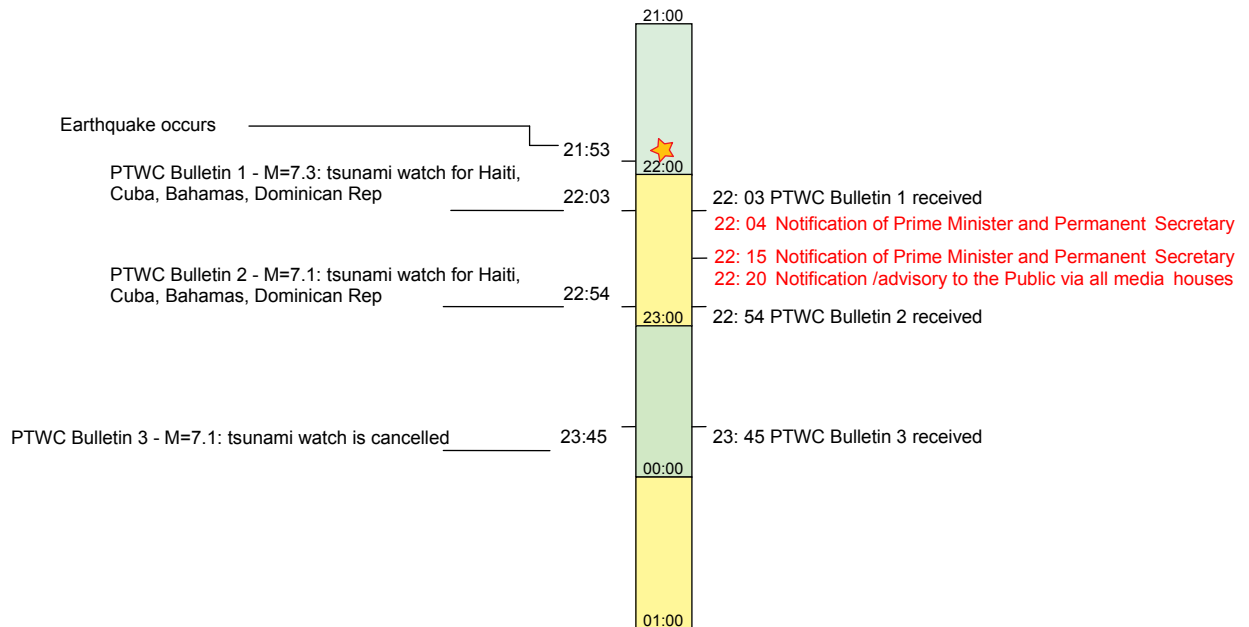 21:00
Earthquake occurs
21:53
PTWC Bulletin 1 - M=7.3: tsunami watch for Haiti,
Cuba, Bahamas, Dominican Rep
22:00
22:03
22: 03 PTWC Bulletin 1 received
22: 04 Notification of Prime Minister and Permanent Secretary
22: 15 Notification of Prime Minister and Permanent Secretary
22: 20 Notification /advisory to the Public via all media houses
PTWC Bulletin 2 - M=7.1: tsunami watch for Haiti,
Cuba, Bahamas, Dominican Rep
22:54
23:00
22: 54 PTWC Bulletin 2 received
PTWC Bulletin 3 - M=7.1: tsunami watch is cancelled
23:45
23: 45 PTWC Bulletin 3 received
00:00
01:00